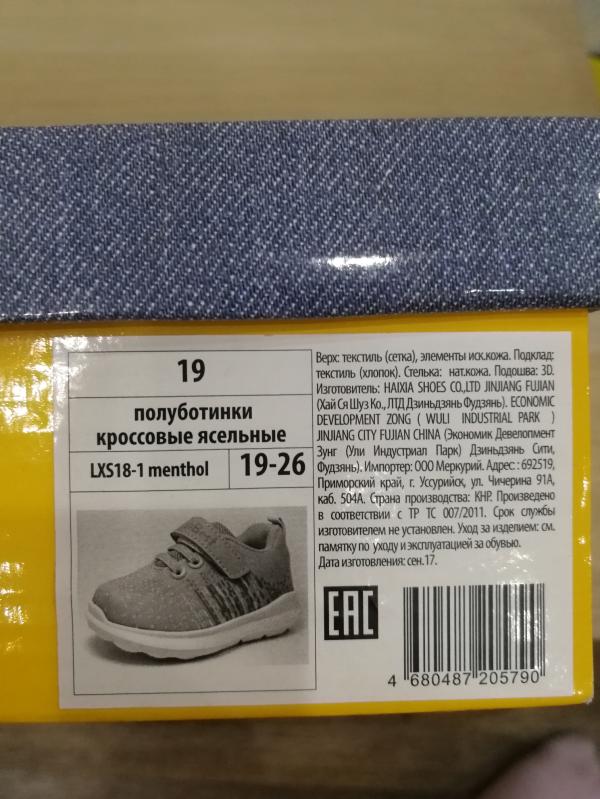 19
полуботинки
кроссовые ясельные
LXS18-1 menthol
19-26
Верх: текстиль (сетка), элементы иск.кожа. Подклад:
текстиль (хлопок). Стелька: нат.кожа. Подошва: 3D.
Изготовитель: HAIXIA SHOES CO.,LTD JINJIANG FUJIAN
(Хай Ся Шуз Ко., ЛТД Дзиньдзянь Фудзянь). ECONOMIC
DEVELOPMENT ZONG ( WULI INDUSTRIAL PARK )
JINJIANG CITY FUJIAN CHINA (Экономик Девелопмент
Зунг (Ули Индустриал Парк) Дзиньдзянь Сити,
Фудзянь). Импортер: ООО Меркурий. Адрес : 692519,
Приморский край, г. Уссурийск, ул. Чичерина 91А,
каб. 504А. Страна производства: КНР. Произведено
в соответствии с ТР ТС 007/2011. Срок службы
изготовителем не установлен. Уход за изделием: см.
памятку по уходу и эксплуатацией за обувью.
Дата изготовления: сен.17.
EAC
4 680487 205790